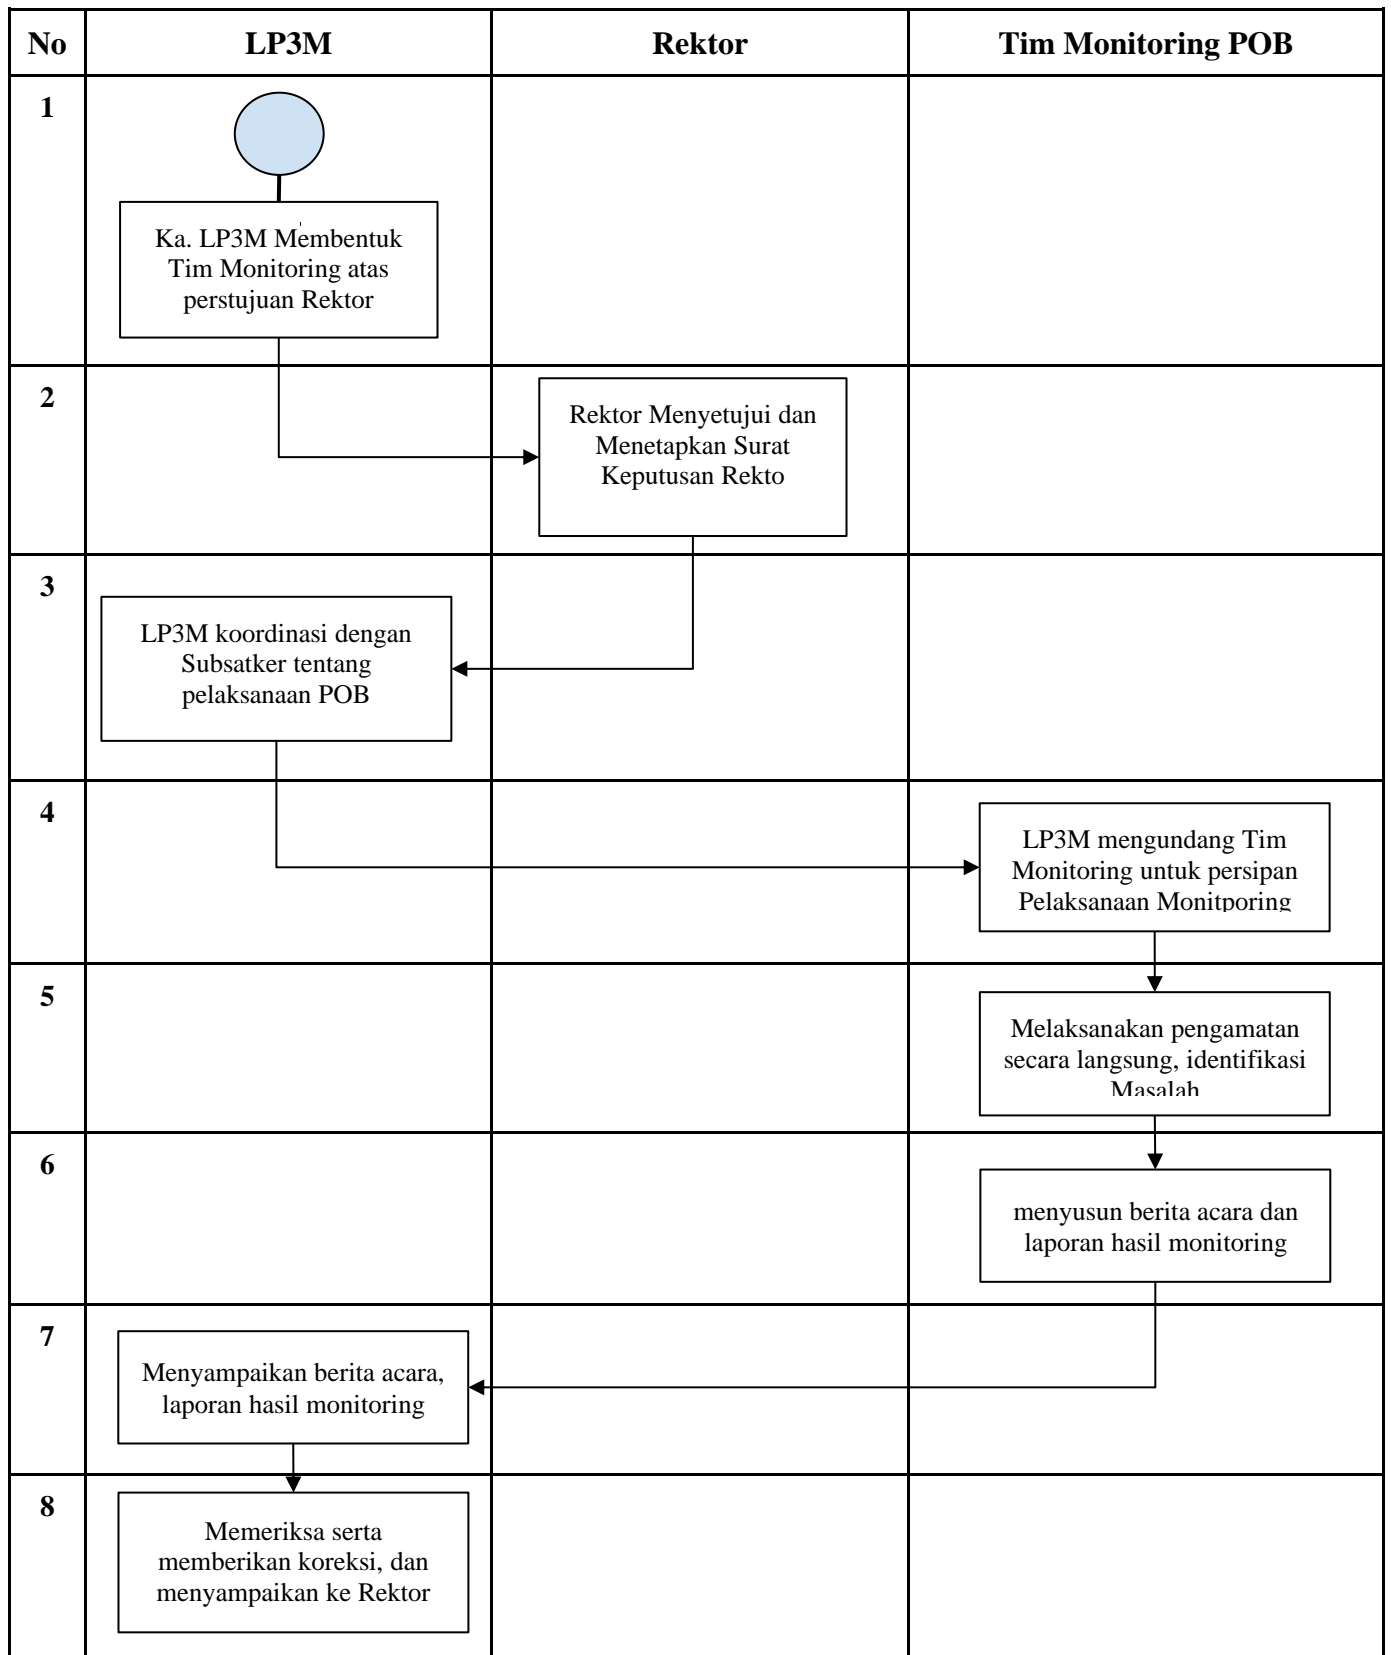 No LP3M Rektor Tim Monitoring POB
1
Ka. LP3M Membentuk
Tim Monitoring atas
perstujuan Rektor
2
Rektor Menyetujui dan
Menetapkan Surat
Keputusan Rekto
3
LP3M koordinasi dengan
Subsatker tentang
pelaksanaan POB
4
LP3M mengundang Tim
Monitoring untuk persipan
Pelaksanaan Monitporing
5
Melaksanakan pengamatan
secara langsung, identifikasi
Masalah
6
menyusun berita acara dan
laporan hasil monitoring
7
Menyampaikan berita acara,
laporan hasil monitoring
8
Memeriksa serta
memberikan koreksi, dan
menyampaikan ke Rektor